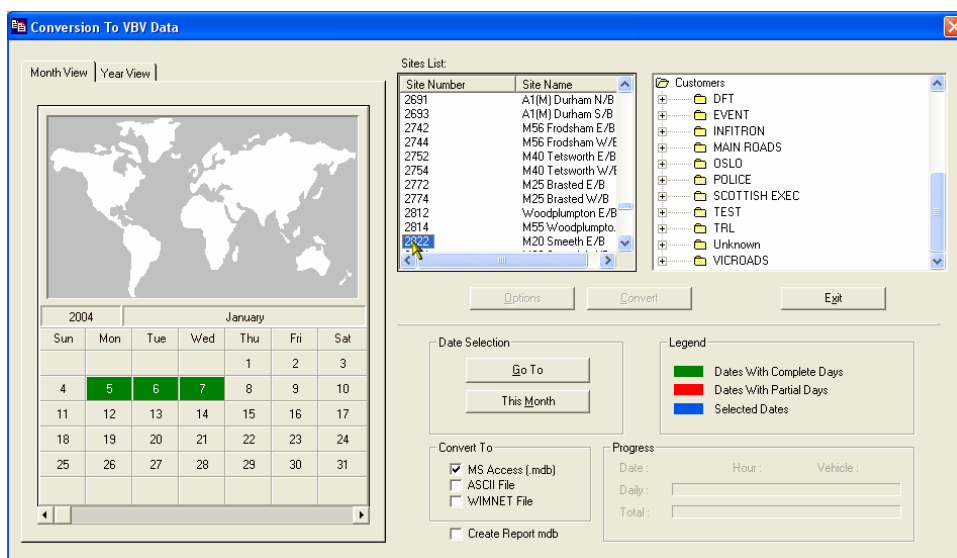 Conversion To VBV Data
Month View
Year View
Sites List:
Site Number Site Name
2691 A1(M) Durham N/B
2693 A1(M) Durham S/B
2742 M56 Frodsham E/B
2744 M56 Frodsham W/E
2752 M40 Tetsworth E/B
2754 M40 Tetsworth W/E
2772 M25 Brasted E/B
2774 M25 Brasted W/B
2812 Woodplumpton E/B
2814 M55 Woodplumpto.
2822 M20 Smeeth E/B
Customers
DFT
EVENT
INFITRON
MAIN ROADS
OSLO
POLICE
SCOTTISH EXEC
TEST
TRL
Unknown
VICROADS
Options
Convert
Exit
2004 January
Sun Mon Tue Wed Thu Fri Sat
1 2 3
4 5 6 7 8 9 10
11 12 13 14 15 16 17
18 19 20 21 22 23 24
25 26 27 28 29 30 31
Date Selection
Go To
This Month
Legend
Dates With Complete Days
Dates With Partial Days
Selected Dates
Convert To
MS Access (.mdb)
ASCII File
WIMNET File
Create Report mdb
Progress
Date : Hour : Vehicle :
Daily :
Total :